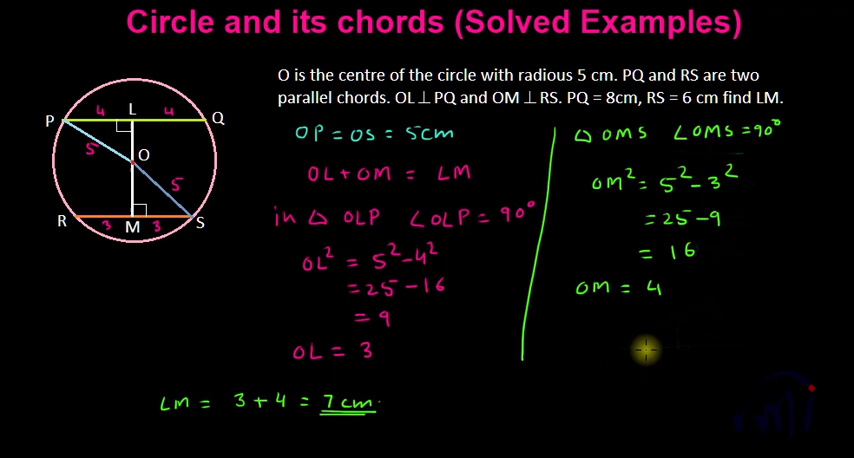 Circle and its chords (Solved Examples)
O is the centre of the circle with radious 5 cm. PQ and RS are two
parallel chords. OL ⊥ PQ and OM ⊥ RS. PQ = 8cm, RS = 6 cm find LM.
P 4 L 4 Q
5 O
5
R 3 M 3 S
OP = OS = 5cm
OL + OM = LM
in △ OLP ∠OLP = 90°
OL² = 5² - 4²
= 25 - 16
= 9
OL = 3
△ OMS ∠OMS = 90°
OM² = 5² - 3²
= 25 - 9
= 16
OM = 4
LM = 3 + 4 = 7 cm.